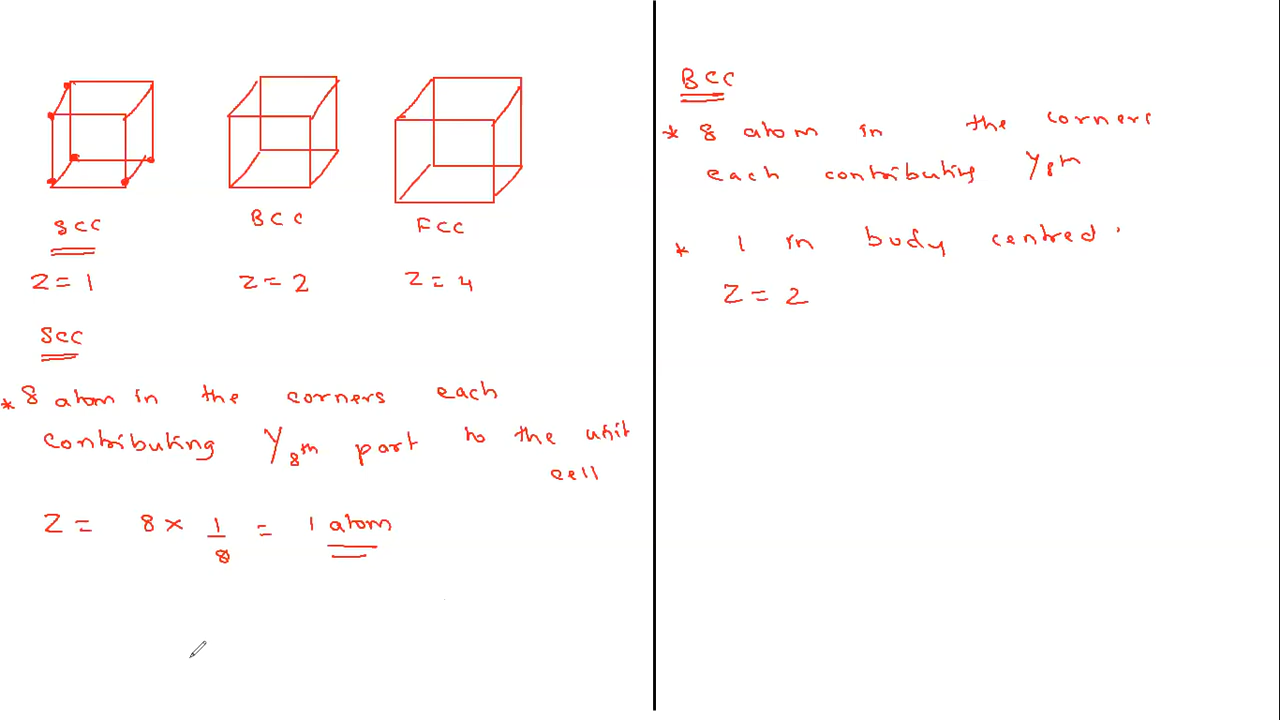 SCC BCC FCC
Z = 1 Z = 2 Z = 4
SCC
* 8 atom in the corners each
contributing 1/8th part to the unit
cell
Z = 8 × 1/8 = 1 atom
BCC
* 8 atom in the corners
each contributing 1/8th
* 1 in body centred.
Z = 2